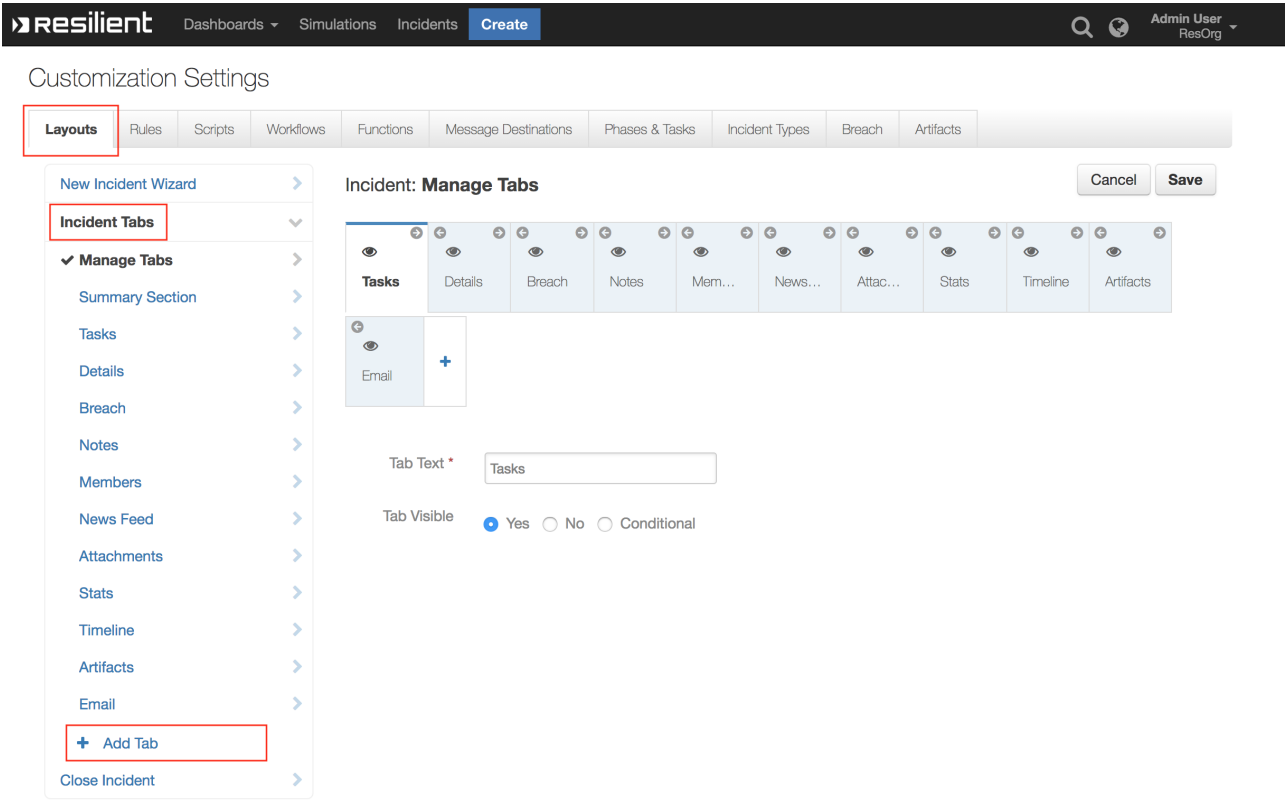 Resilient Dashboards Simulations Incidents Create Admin User
ResOrg
Customization Settings
Layouts Rules Scripts Workflows Functions Message Destinations Phases & Tasks Incident Types Breach Artifacts
New Incident Wizard
Incident Tabs
Manage Tabs
Summary Section
Tasks
Details
Breach
Notes
Members
News Feed
Attachments
Stats
Timeline
Artifacts
Email
+ Add Tab
Close Incident
Incident: Manage Tabs
Cancel Save
Tasks Details Breach Notes Mem... News... Attac... Stats Timeline Artifacts
Email +
Tab Text * Tasks
Tab Visible Yes No Conditional